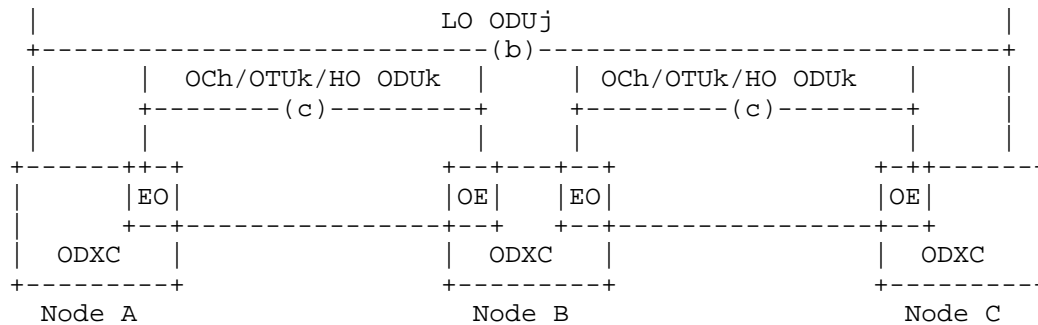 LO ODUj
(b)
OCh/OTUk/HO ODUk OCh/OTUk/HO ODUk
(c) (c)
EO OE EO OE
ODXC ODXC ODXC
Node A Node B Node C